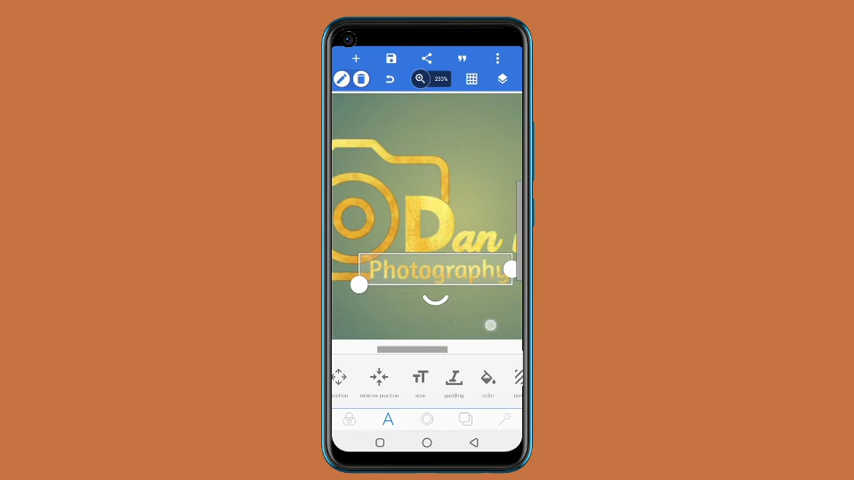 233%
Dan
Photography
relative position
size
padding
color